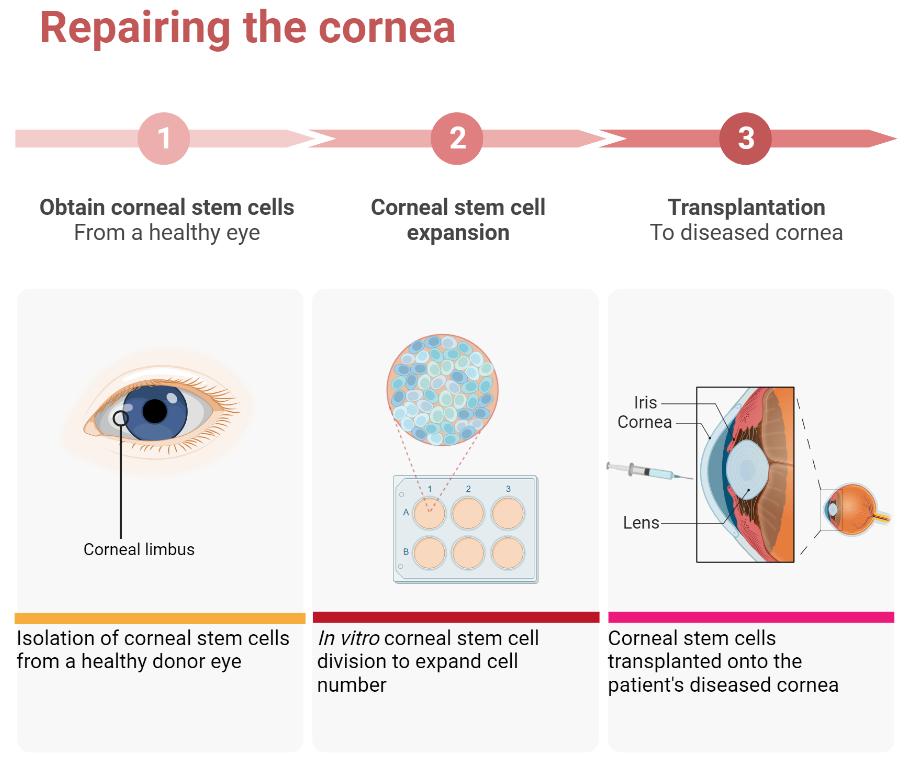 Repairing the cornea
1
2
3
Obtain corneal stem cells
From a healthy eye
Corneal stem cell
expansion
Transplantation
To diseased cornea
Corneal limbus
1 2 3
A
B
Iris
Cornea
Lens
Isolation of corneal stem cells
from a healthy donor eye
In vitro corneal stem cell
division to expand cell
number
Corneal stem cells
transplanted onto the
patient's diseased cornea